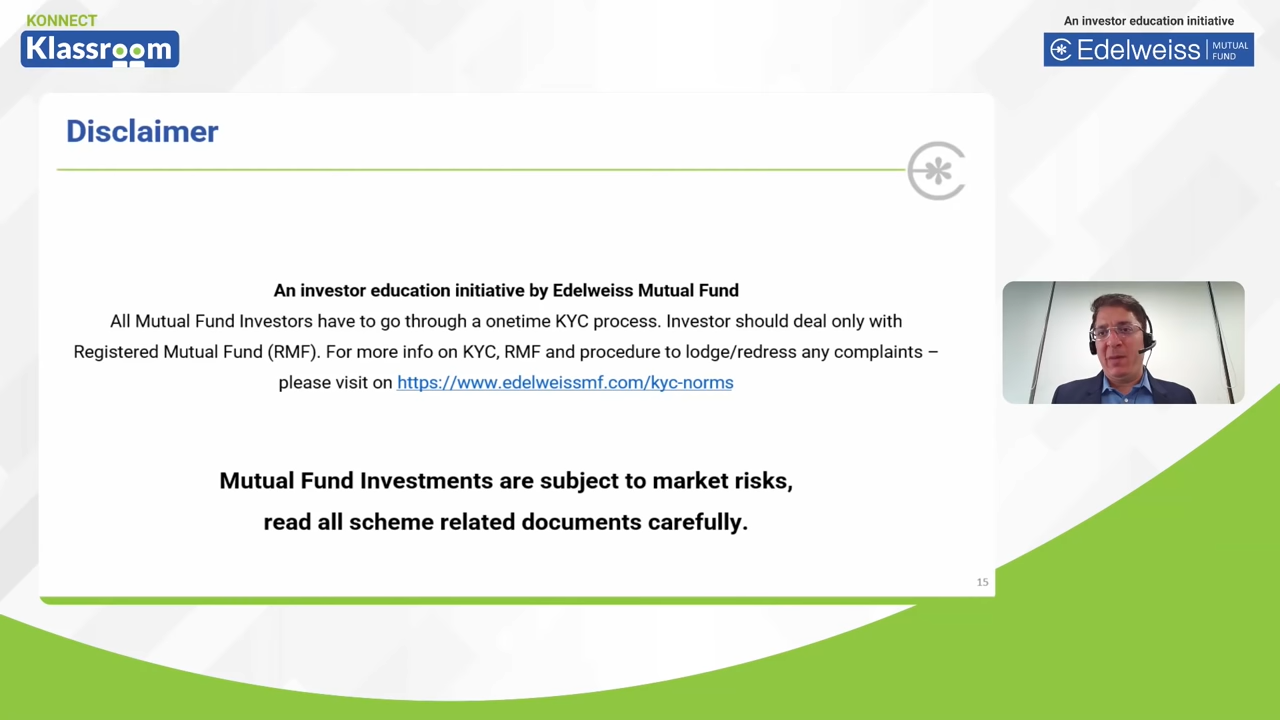 KONNECT
Klassroom
An investor education initiative
Edelweiss MUTUAL FUND
Disclaimer
An investor education initiative by Edelweiss Mutual Fund
All Mutual Fund Investors have to go through a onetime KYC process. Investor should deal only with
Registered Mutual Fund (RMF). For more info on KYC, RMF and procedure to lodge/redress any complaints –
please visit on https://www.edelweissmf.com/kyc-norms
Mutual Fund Investments are subject to market risks,
read all scheme related documents carefully.
15